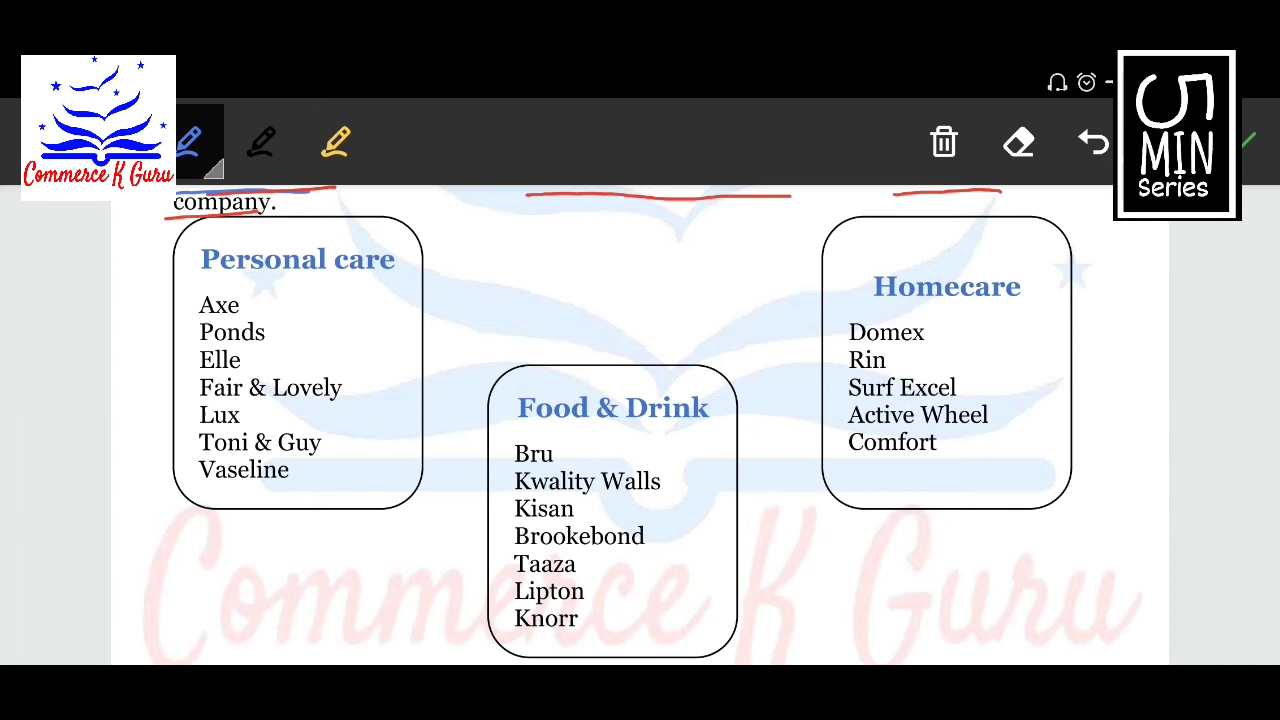 Commerce K Guru
5
MIN
Series
company.
Personal care
Axe
Ponds
Elle
Fair & Lovely
Lux
Toni & Guy
Vaseline
Food & Drink
Bru
Kwality Walls
Kisan
Brookebond
Taaza
Lipton
Knorr
Homecare
Domex
Rin
Surf Excel
Active Wheel
Comfort
Commerce K Guru